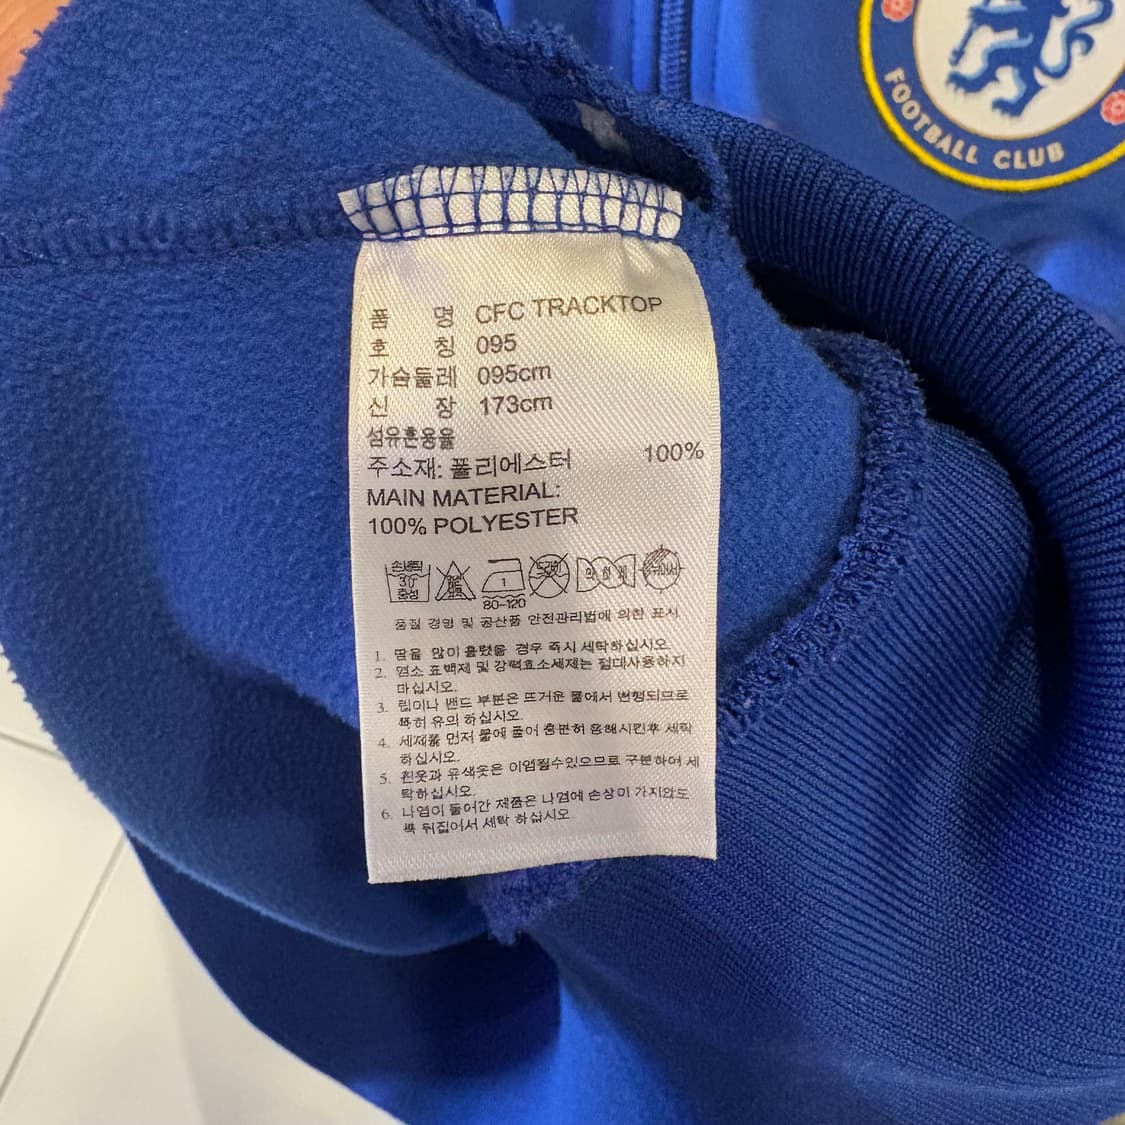 FOOTBALL CLUB
품 명 CFC TRACKTOP
호 칭 095
가슴둘레 095cm
신 장 173cm
섬유혼용율
주소재: 폴리에스터 100%
MAIN MATERIAL:
100% POLYESTER
손세탁
30 1 드라이
중성
80-120
품질 경영 및 공산품 안전관리법에 의한 표시
1. 땀을 많이 흘렸을 경우 즉시 세탁하십시오.
2. 염소 표백제 및 강력효소세제는 절대사용하지
마십시오.
3. 립이나 밴드 부분은 뜨거운 물에서 변형되므로
특히 유의 하십시오.
4. 세제를 먼저 물에 풀어 충분히 용해시킨후 세탁
하십시오.
5. 흰옷과 유색옷은 이염될수있으므로 구분하여 세
탁하십시오.
6. 나염이 들어간 제품은 나염에 손상이 가지않도
록 뒤집어서 세탁 하십시오.